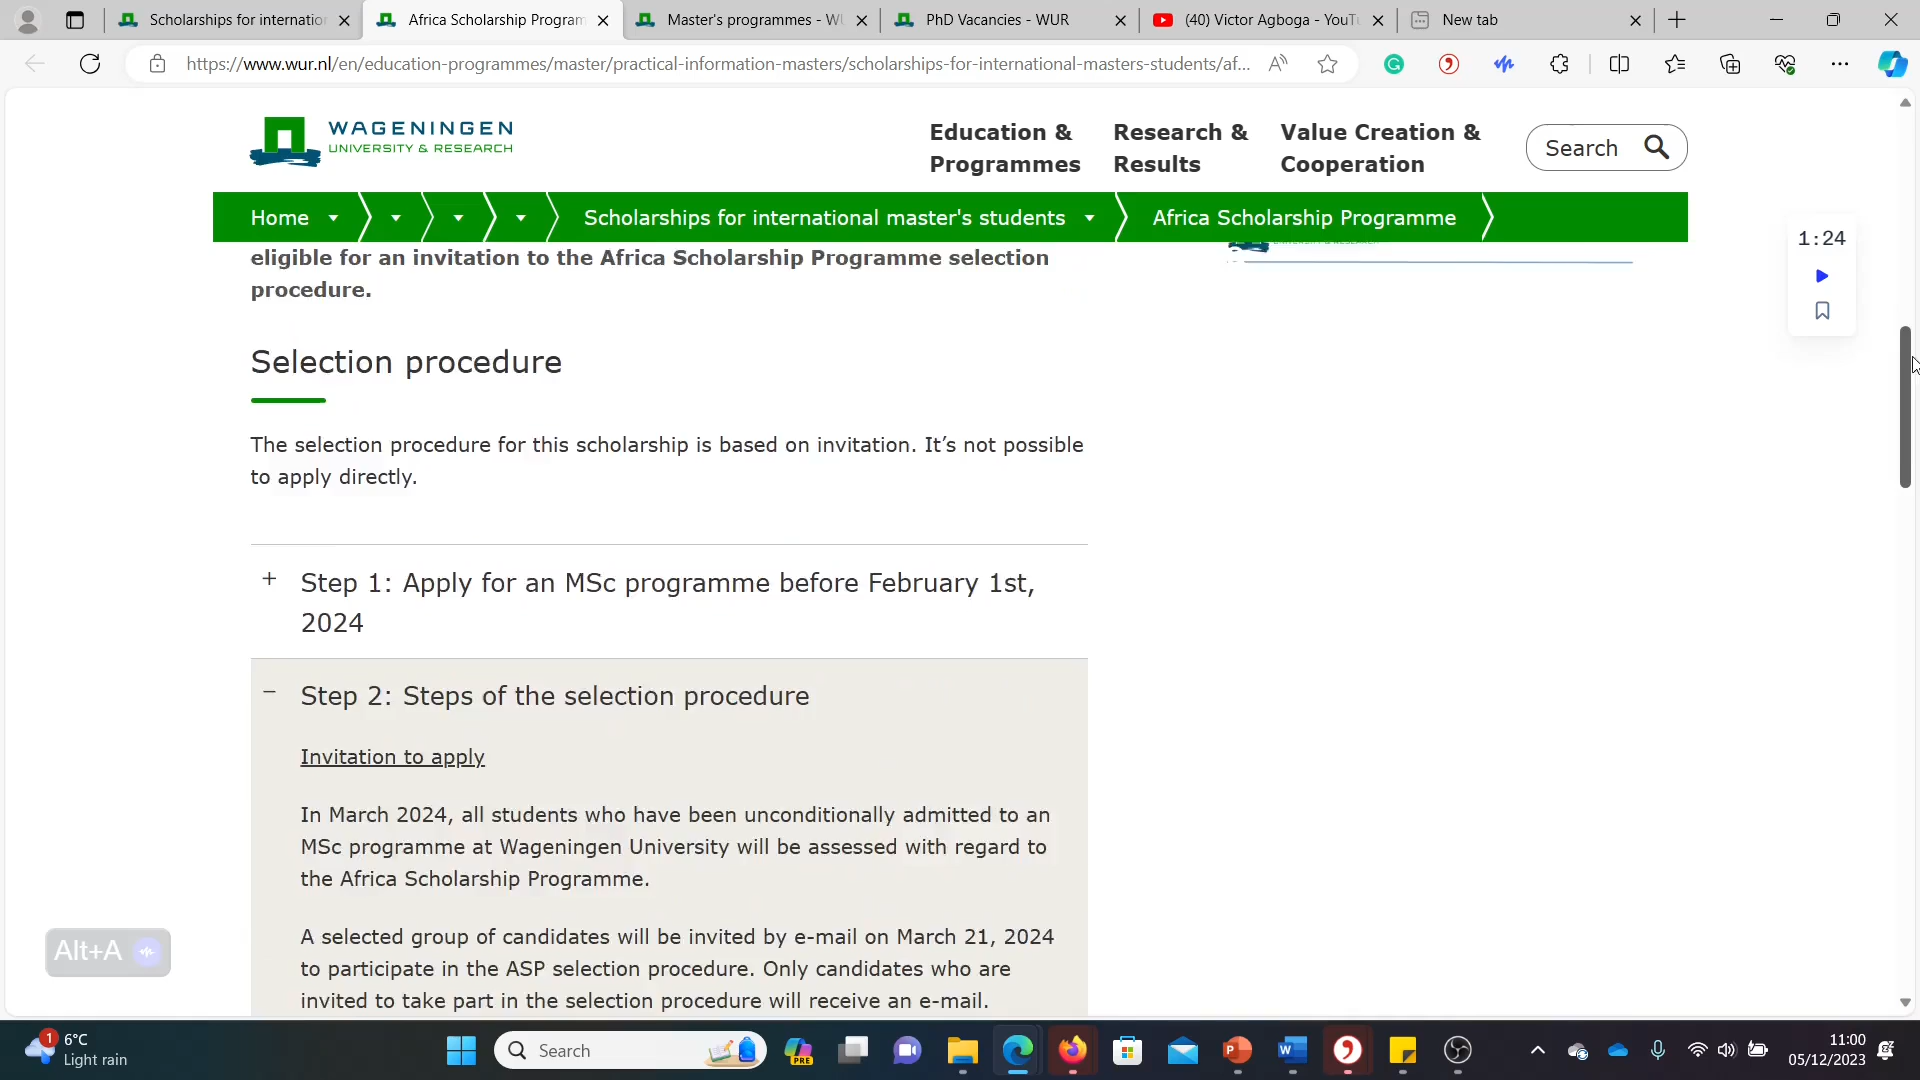 Scholarships for internation
Africa Scholarship Program
Master's programmes - WU
PhD Vacancies - WUR
(40) Victor Agboga - YouTu
New tab
https://www.wur.nl/en/education-programmes/master/practical-information-masters/scholarships-for-international-masters-students/af...
WAGENINGEN
UNIVERSITY & RESEARCH
Education &
Programmes
Research &
Results
Value Creation &
Cooperation
Search
Home
Scholarships for international master's students
Africa Scholarship Programme
1:24
eligible for an invitation to the Africa Scholarship Programme selection
procedure.
Selection procedure
The selection procedure for this scholarship is based on invitation. It’s not possible
to apply directly.
+ Step 1: Apply for an MSc programme before February 1st,
2024
− Step 2: Steps of the selection procedure
Invitation to apply
In March 2024, all students who have been unconditionally admitted to an
MSc programme at Wageningen University will be assessed with regard to
the Africa Scholarship Programme.
A selected group of candidates will be invited by e-mail on March 21, 2024
to participate in the ASP selection procedure. Only candidates who are
invited to take part in the selection procedure will receive an e-mail.
Alt+A
1
6°C
Light rain
Search
PRE
11:00
05/12/2023